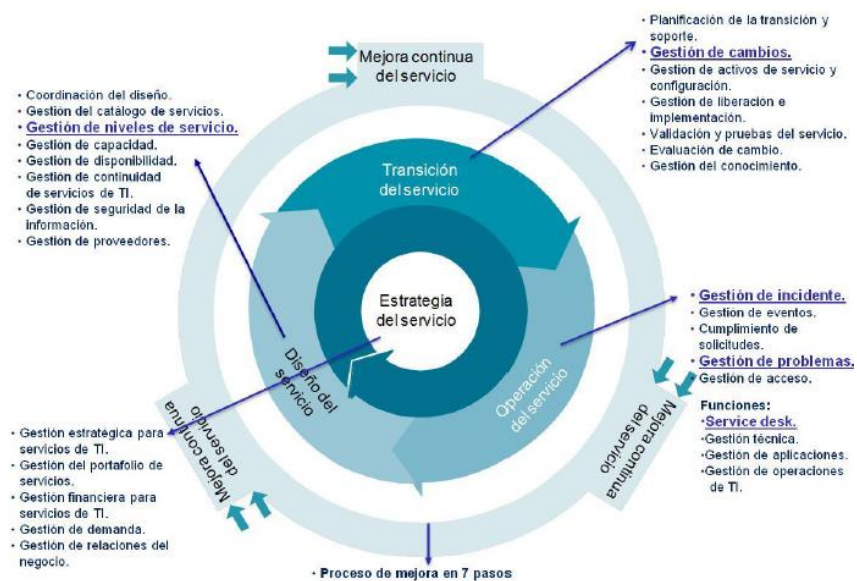 Mejora continua
del servicio
• Planificación de la transición y
soporte.
• Gestión de cambios.
• Gestión de activos de servicio y
configuración.
• Gestión de liberación e
implementación.
• Validación y pruebas del servicio.
• Evaluación de cambio.
• Gestión del conocimiento.
• Coordinación del diseño.
• Gestión del catálogo de servicios.
• Gestión de niveles de servicio.
• Gestión de capacidad.
• Gestión de disponibilidad.
• Gestión de continuidad
de servicios de TI.
• Gestión de seguridad de la
información.
• Gestión de proveedores.
Transición
del servicio
Estrategia
del servicio
Diseño del
servicio
Operación
del servicio
• Gestión de incidente.
• Gestión de eventos.
• Cumplimiento de
solicitudes.
• Gestión de problemas.
• Gestión de acceso.
Funciones:
• Service desk.
• Gestión técnica.
• Gestión de aplicaciones.
• Gestión de operaciones
de TI.
Mejora continua
del servicio
Mejora continua
del servicio
• Gestión estratégica para
servicios de TI.
• Gestión del portafolio de
servicios.
• Gestión financiera para
servicios de TI.
• Gestión de demanda.
• Gestión de relaciones del
negocio.
• Proceso de mejora en 7 pasos